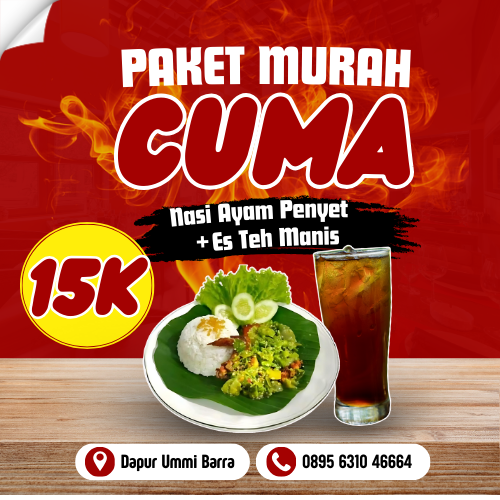 PAKET MURAH
CUMA
Nasi Ayam Penyet
+ Es Teh Manis
15K
Dapur Ummi Barra
0895 6310 46664